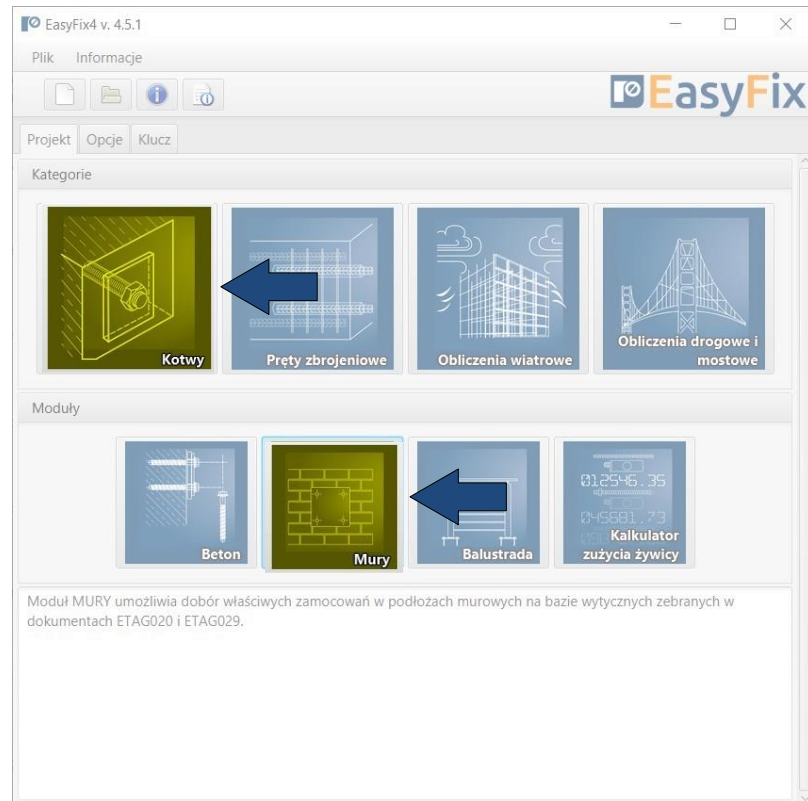 EasyFix4 v. 4.5.1
Plik Informacje
EasyFix
Projekt Opcje Klucz
Kategorie
Kotwy
Pręty zbrojeniowe
Obliczenia wiatrowe
Obliczenia drogowe i
mostowe
Moduły
Beton
Mury
Balustrada
012546.35
045681.73
Kalkulator
zużycia żywicy
Moduł MURY umożliwia dobór właściwych zamocowań w podłożach murowych na bazie wytycznych zebranych w
dokumentach ETAG020 i ETAG029.